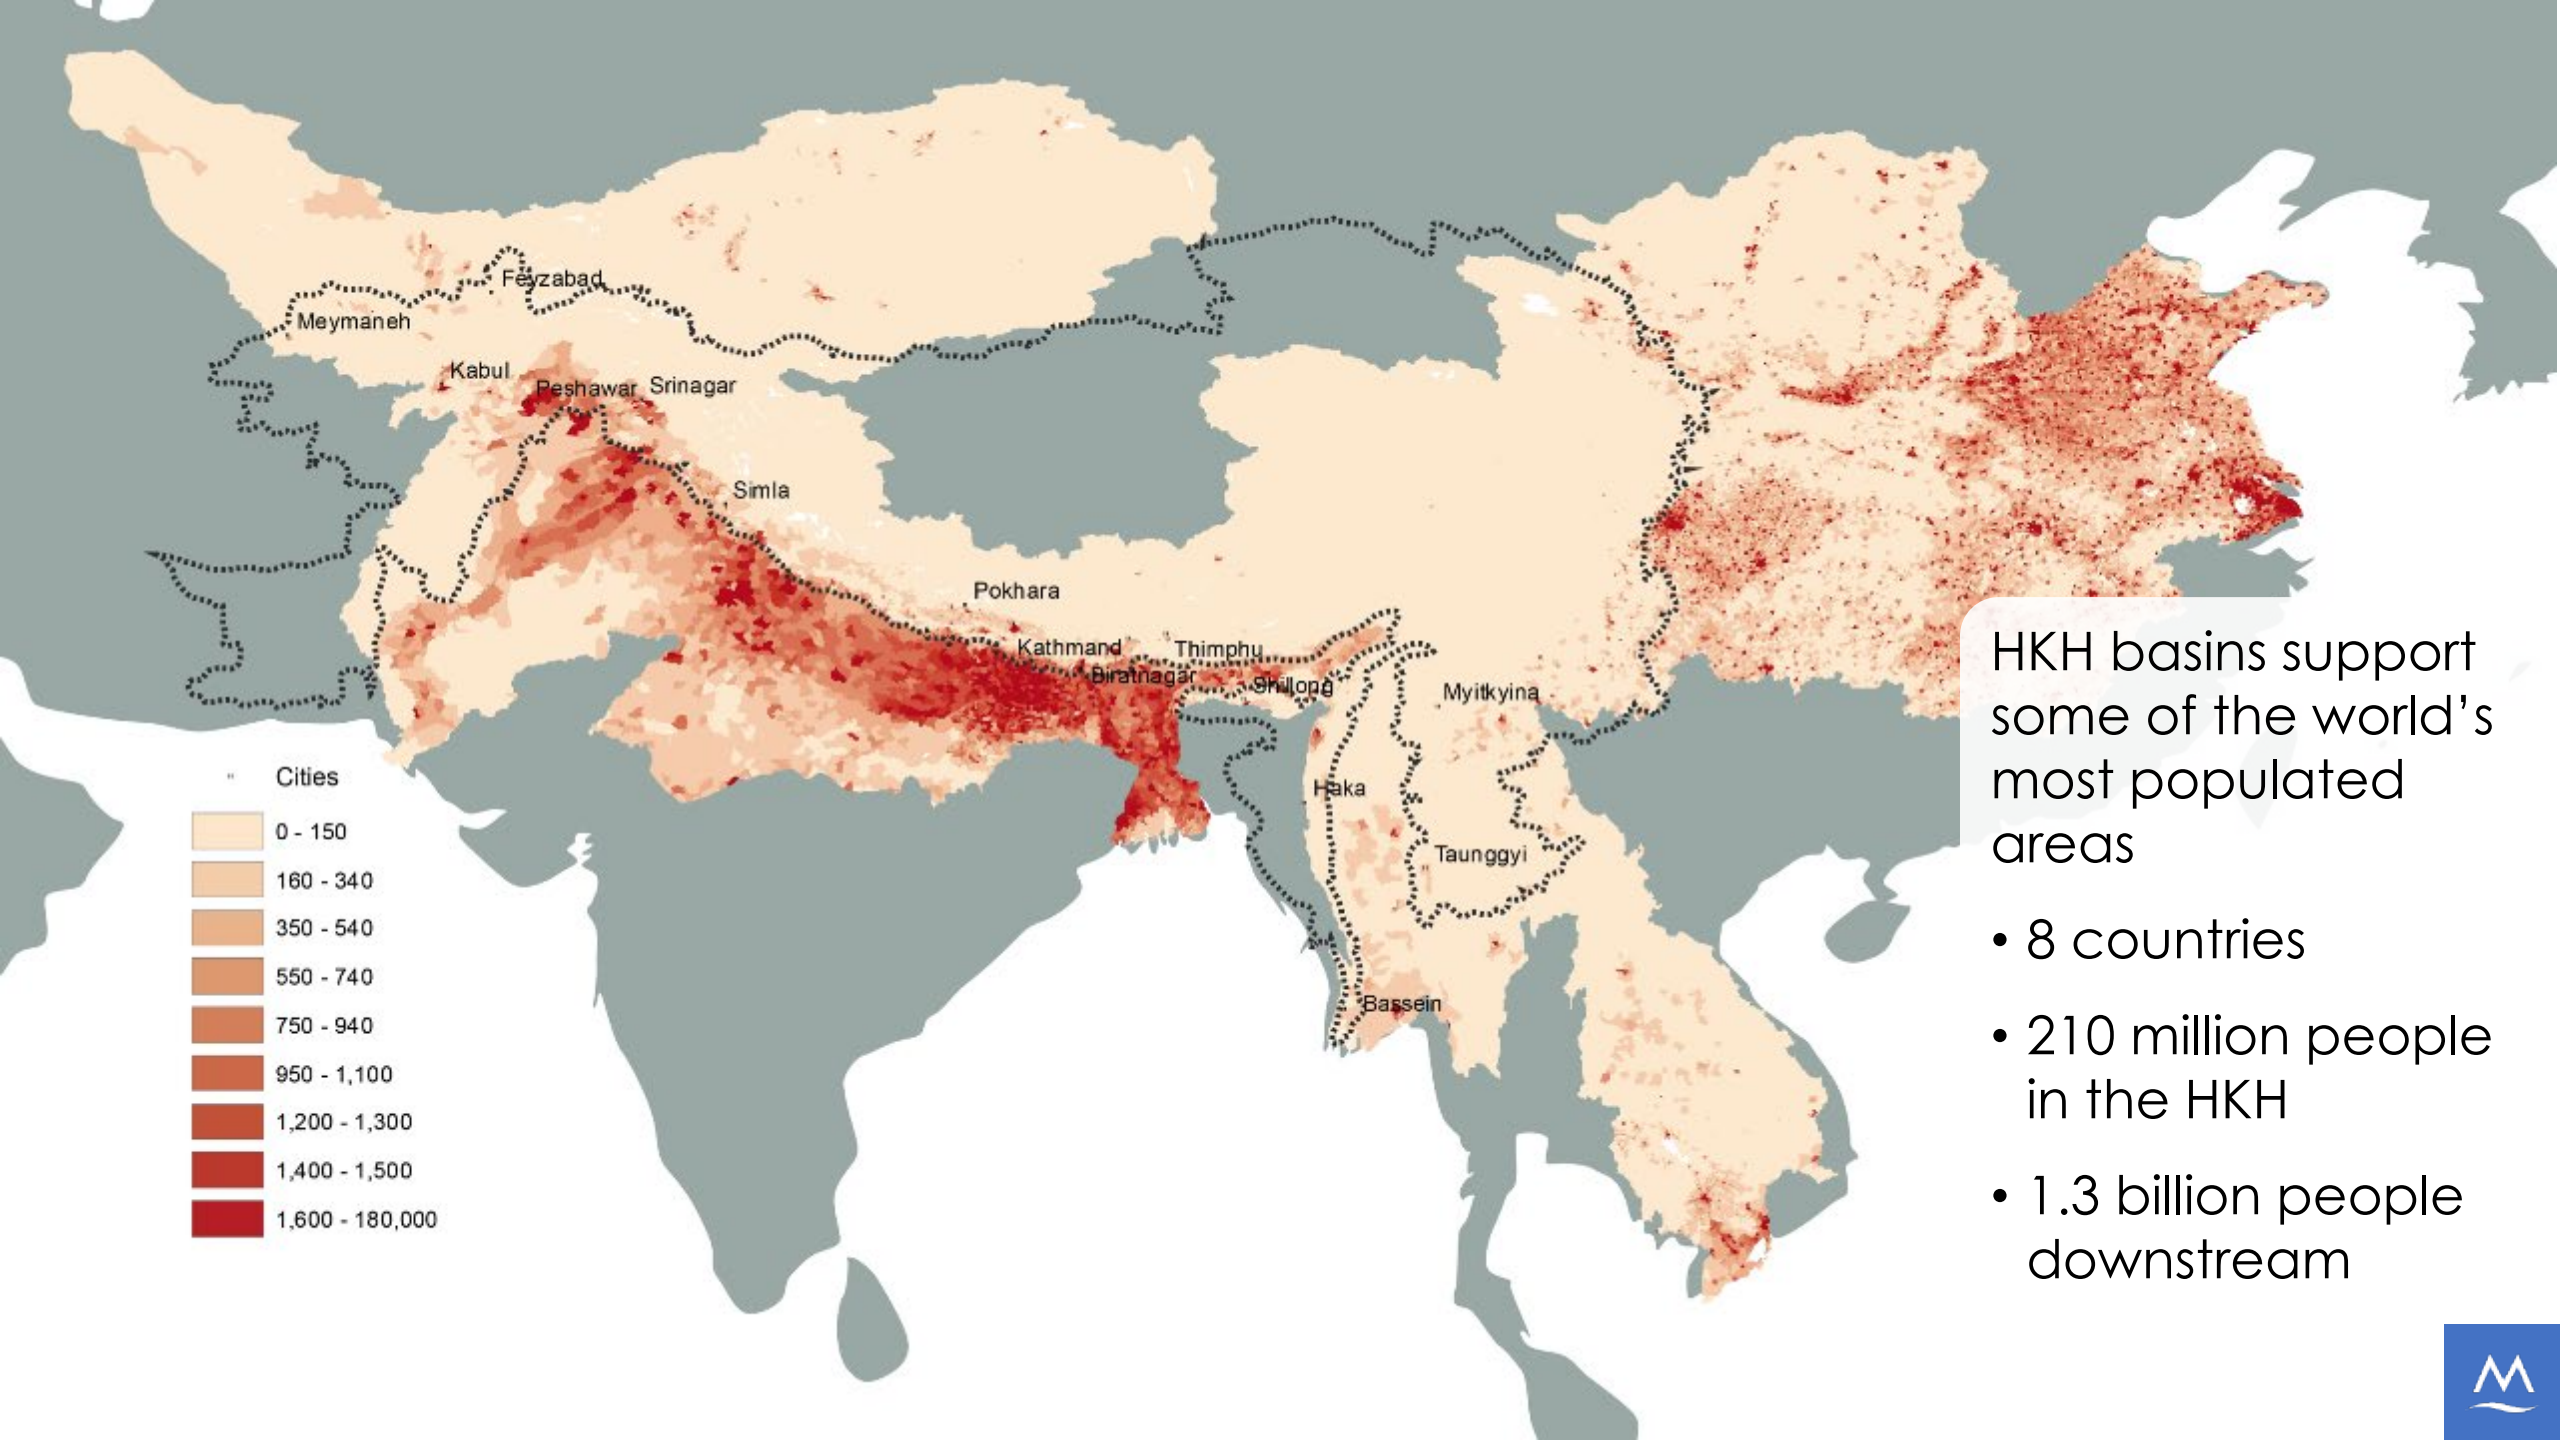 Feyzabad
Meymaneh
Kabul
Peshawar
Srinagar
Simla
Pokhara
Kathmand
Thimphu
Biratnagar
Shillong
Myitkyina
Haka
Taunggyi
Bassein
Cities
0 - 150
160 - 340
350 - 540
550 - 740
750 - 940
950 - 1,100
1,200 - 1,300
1,400 - 1,500
1,600 - 180,000
HKH basins support
some of the world’s
most populated
areas
• 8 countries
• 210 million people
in the HKH
• 1.3 billion people
downstream